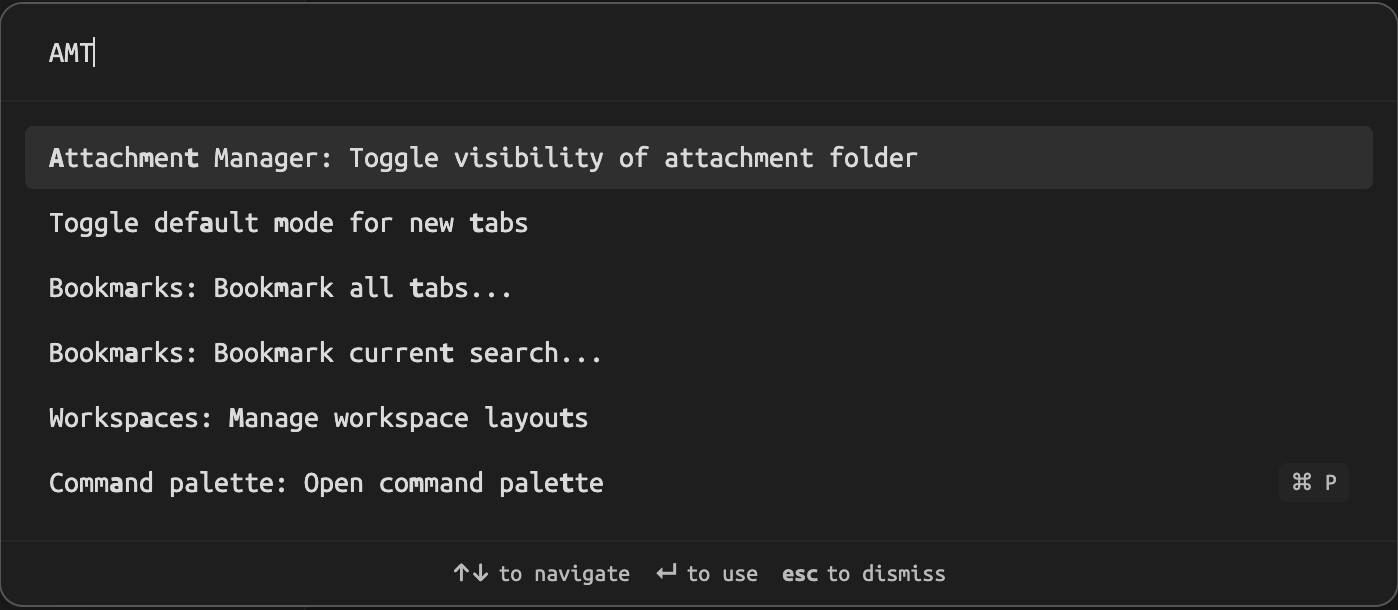 AMT
Attachment Manager: Toggle visibility of attachment folder
Toggle default mode for new tabs
Bookmarks: Bookmark all tabs...
Bookmarks: Bookmark current search...
Workspaces: Manage workspace layouts
Command palette: Open command palette ⌘ P
↑↓ to navigate ↵ to use esc to dismiss